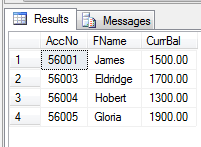 Results Messages
AccNo FName CurrBal
1 56001 James 1500.00
2 56003 Eldridge 1700.00
3 56004 Hobert 1300.00
4 56005 Gloria 1900.00